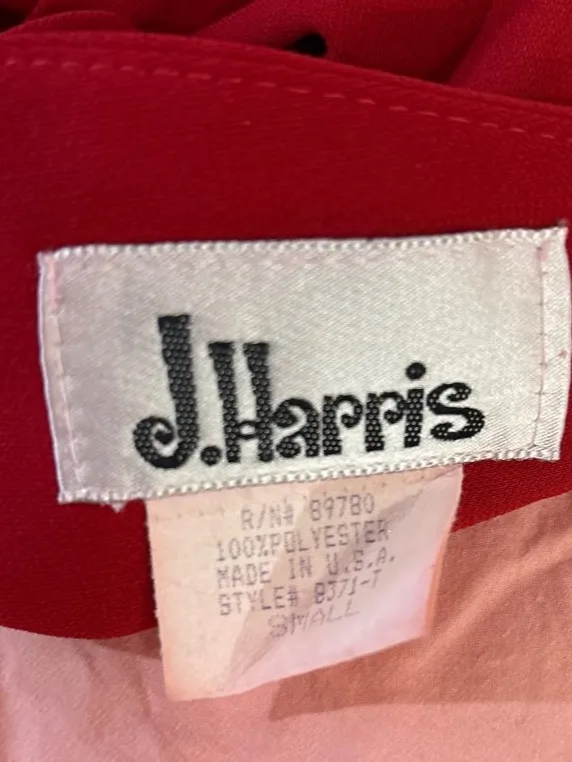 J.Harris
R/N# 89780
100%POLYESTER
MADE IN U.S.A.
STYLE# 8371-T
SMALL